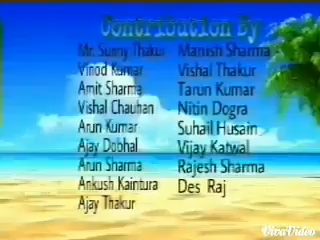 Contribution By
Mr. Sunny Thakur
Vinod Kumar
Amit Sharma
Vishal Chauhan
Arun Kumar
Ajay Dobhal
Arun Sharma
Ankush Kaintura
Ajay Thakur
Manish Sharma
Vishal Thakur
Tarun Kumar
Nitin Dogra
Suhail Husain
Vijay Katwal
Rajesh Sharma
Des Raj
VivaVideo